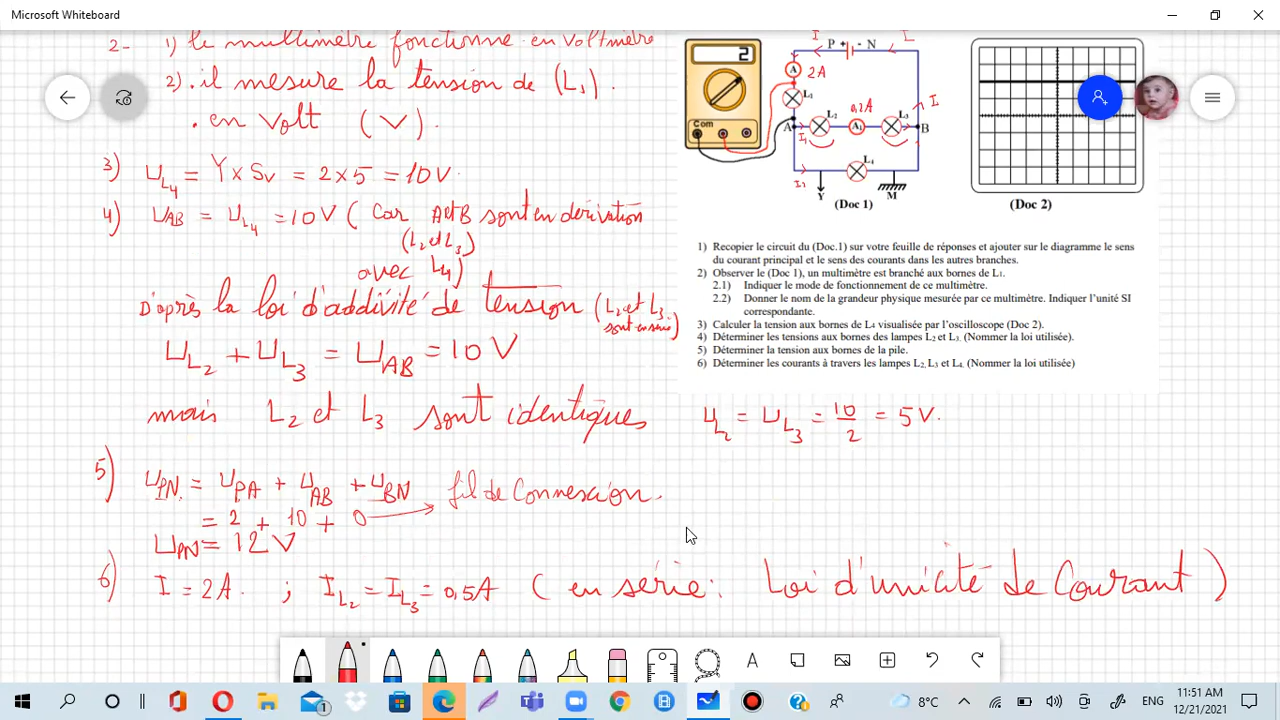 Microsoft Whiteboard
2- 1) le multimètre fonctionne en voltmètre
2) . il mesure la tension de (L1).
. en volt (V).
3) UL4 = Y x Sv = 2 x 5 = 10V.
4) UAB = UL4 = 10V (Car A et B sont en dérivation
(L2 et L3)
avec L4)
D'après la loi d'addivité de tension (L2 et L3
sont en série)
UL2 + UL3 = UAB = 10 V
mais L2 et L3 sont identiques
UL2 = UL3 = 10/2 = 5V.
5) UPN = UPA + UAB + UBN
fil de Connexion.
= 2 + 10 + 0
UPN = 12 V
6) I = 2A. ; IL2 = IL3 = 0,5A (en série: Loi d'unicité de Courant)
2
Com
I
P + - N
I
A
2A
L1
L2
0,2A
A1
L3
I
A
B
I1
L4
I2
Y
M
(Doc 1)
(Doc 2)
1) Recopier le circuit du (Doc.1) sur votre feuille de réponses et ajouter sur le diagramme le sens
du courant principal et le sens des courants dans les autres branches.
2) Observer le (Doc 1), un multimètre est branché aux bornes de L1.
2.1) Indiquer le mode de fonctionnement de ce multimètre.
2.2) Donner le nom de la grandeur physique mesurée par ce multimètre. Indiquer l'unité SI
correspondante.
3) Calculer la tension aux bornes de L4 visualisée par l'oscilloscope (Doc 2).
4) Déterminer les tensions aux bornes des lampes L2 et L3. (Nommer la loi utilisée).
5) Déterminer la tension aux bornes de la pile.
6) Déterminer les courants à travers les lampes L2, L3 et L4. (Nommer la loi utilisée)
A
1
8°C
ENG
11:51 AM
12/21/2021